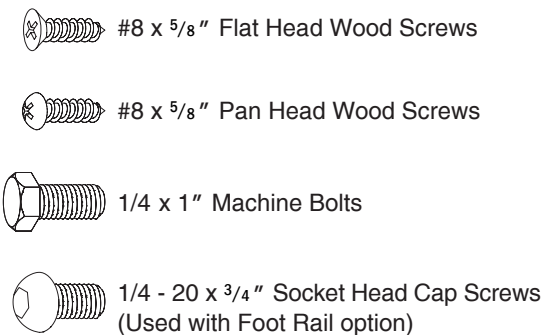 #8 x 5/8" Flat Head Wood Screws
#8 x 5/8" Pan Head Wood Screws
1/4 x 1" Machine Bolts
1/4 - 20 x 3/4" Socket Head Cap Screws
(Used with Foot Rail option)